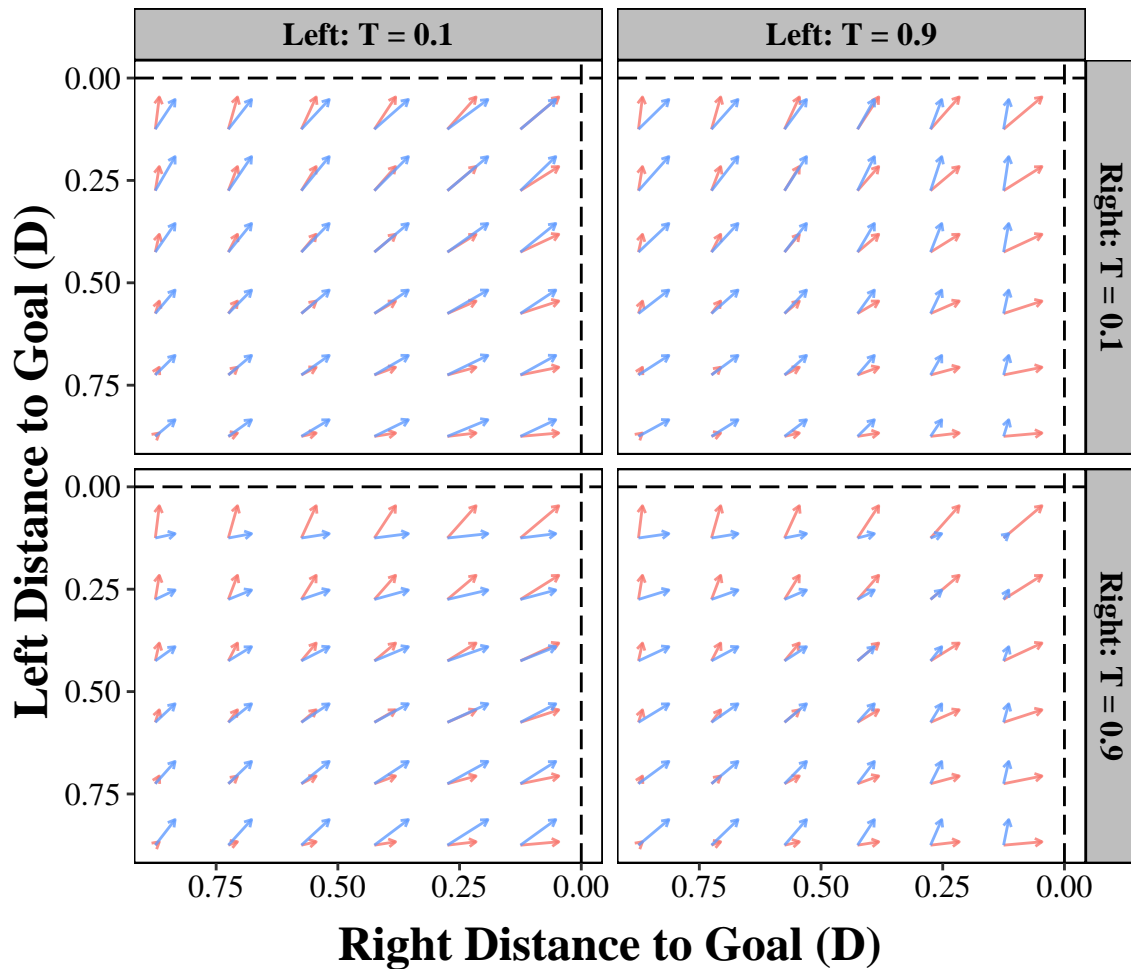 Left: T = 0.1
Left: T = 0.9
0.00
0.25
0.50
0.75
Right: T = 0.1
0.00
0.25
0.50
0.75
Right: T = 0.9
Left Distance to Goal (D)
0.75 0.50 0.25 0.00 0.75 0.50 0.25 0.00
Right Distance to Goal (D)